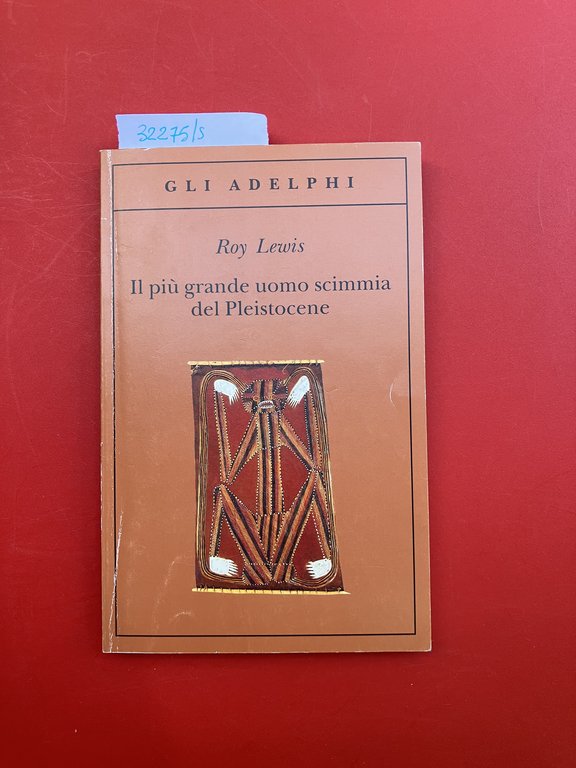 32275/s
GLI ADELPHI
Roy Lewis
Il più grande uomo scimmia
del Pleistocene